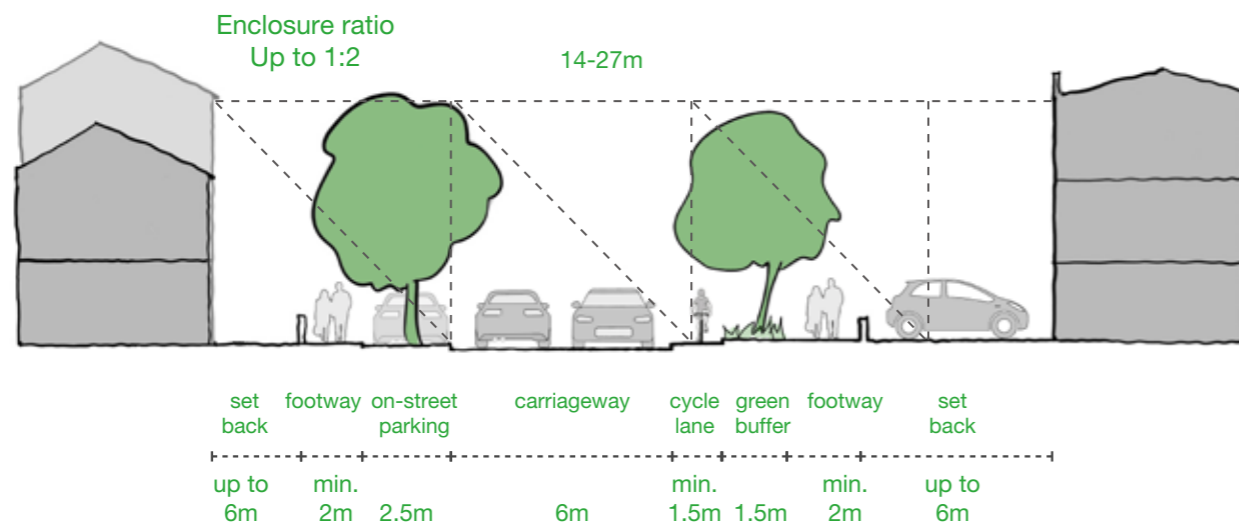 Enclosure ratio
Up to 1:2
14-27m
set
back
footway
on-street
parking
carriageway
cycle
lane
green
buffer
footway
set
back
up to
6m
min.
2m
2.5m
6m
min.
1.5m
1.5m
min.
2m
up to
6m